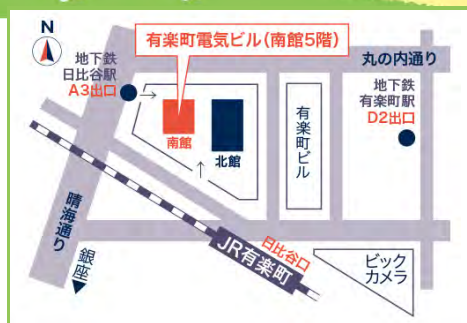 N
有楽町電気ビル(南館5階)
丸の内通り
地下鉄
日比谷駅
A3出口
地下鉄
有楽町駅
D2出口
南館
北館
有楽町ビル
晴海通り
銀座
日比谷口
JR有楽町
ビック
カメラ